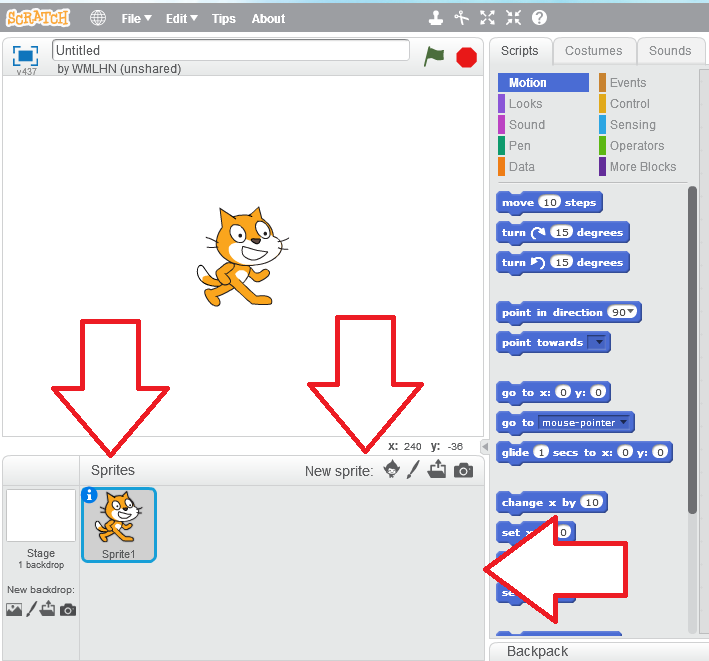 SCRATCH File Edit Tips About
Untitled
v437
by WMLHN (unshared)
Scripts Costumes Sounds
Motion Events
Looks Control
Sound Sensing
Pen Operators
Data More Blocks
move 10 steps
turn 15 degrees
turn 15 degrees
point in direction 90
point towards
go to x: 0 y: 0
go to mouse-pointer
glide 1 secs to x: 0 y: 0
change x by 10
set x 0
x: 240 y: -36
Sprites New sprite:
Sprite1
Stage
1 backdrop
New backdrop:
Backpack